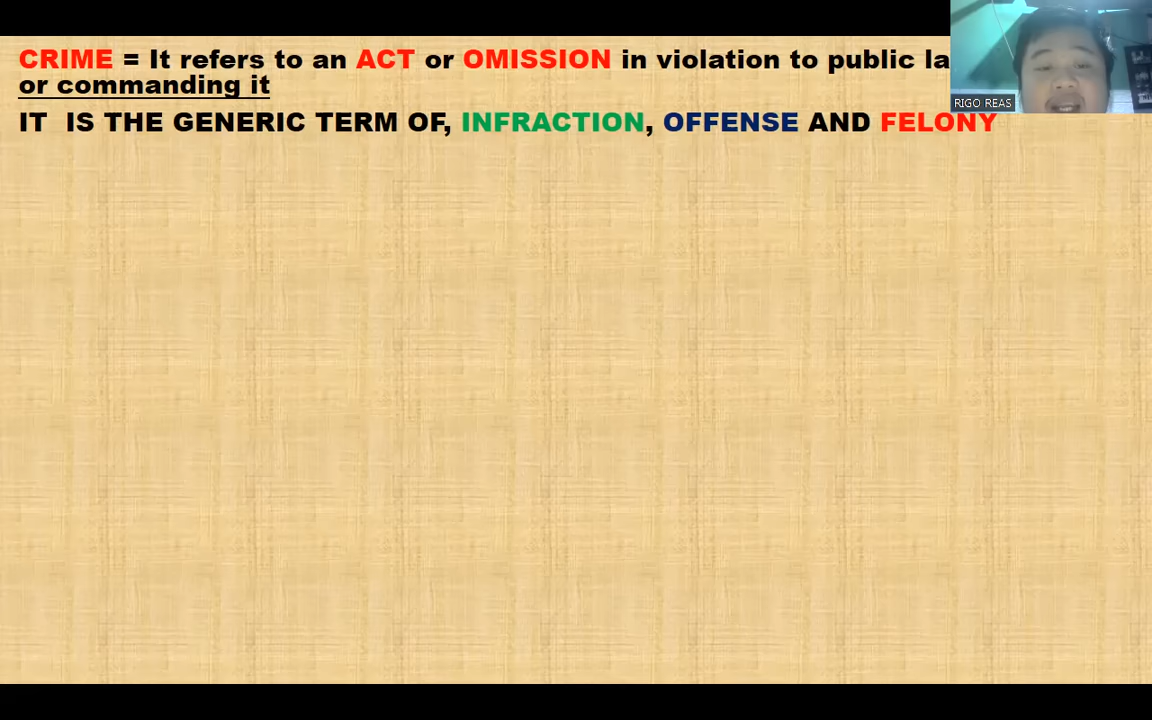 CRIME = It refers to an ACT or OMISSION in violation to public
or commanding it
RIGO REAS
IT IS THE GENERIC TERM OF, INFRACTION, OFFENSE AND FELONY